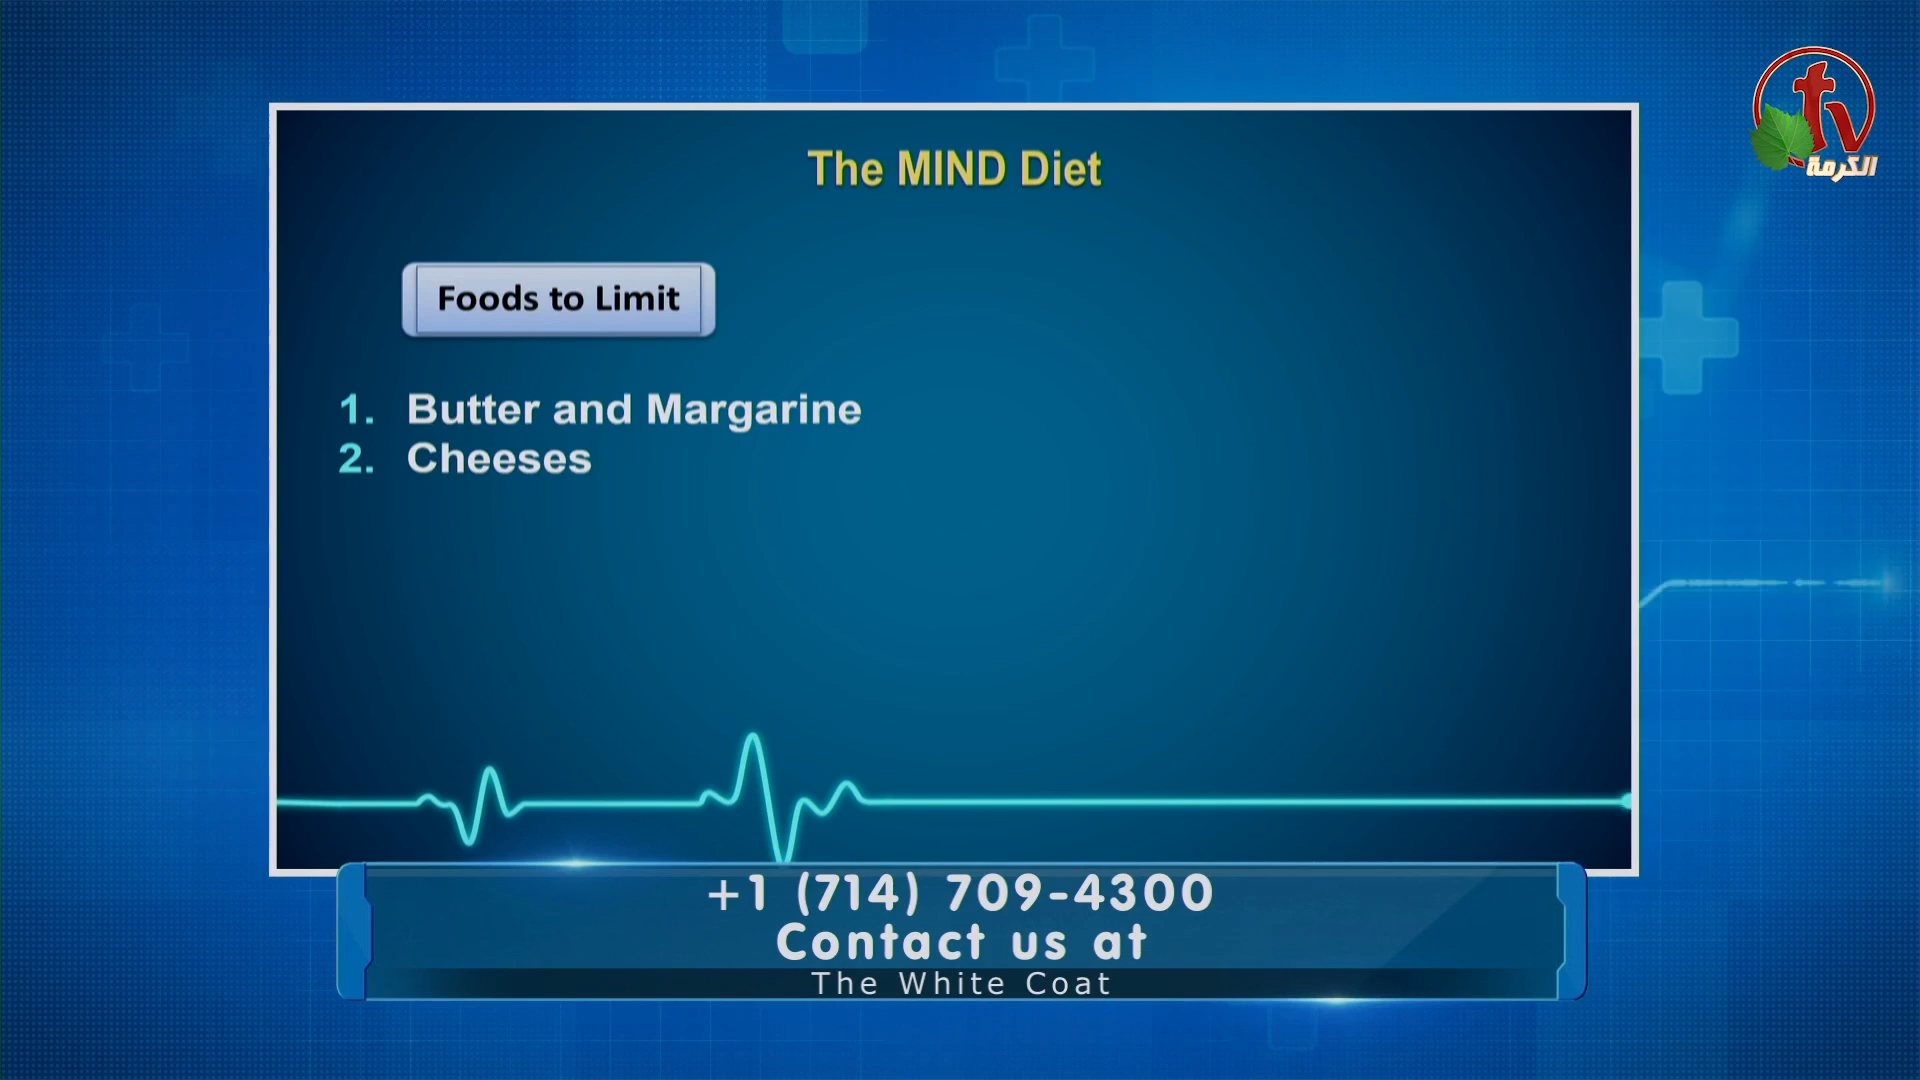 tv
الكرمة
The MIND Diet
Foods to Limit
1. Butter and Margarine
2. Cheeses
+1 (714) 709-4300
Contact us at
The White Coat